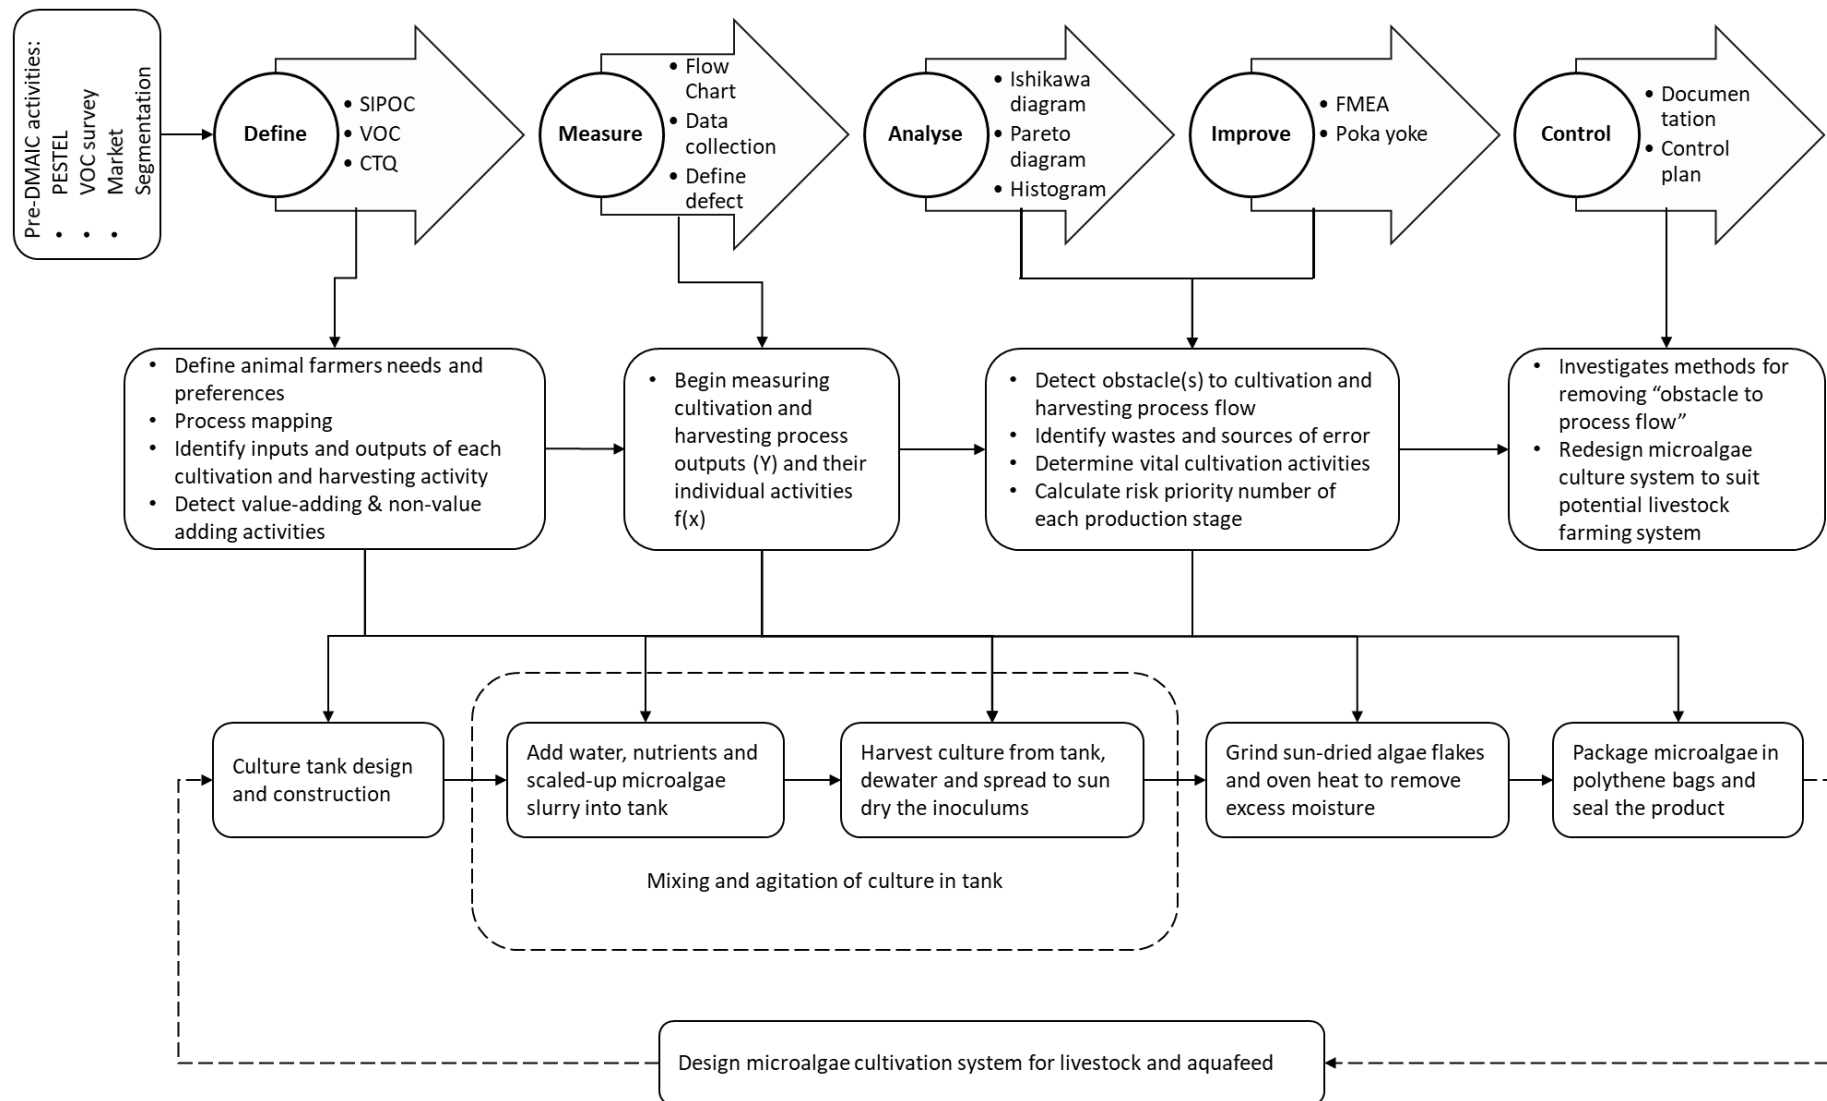 Pre-DMAIC activities:
• PESTEL
• VOC survey
• Market
Segmentation
Define
• SIPOC
• VOC
• CTQ
Measure
• Flow
Chart
• Data
collection
• Define
defect
Analyse
• Ishikawa
diagram
• Pareto
diagram
• Histogram
Improve
• FMEA
• Poka yoke
Control
• Documen
tation
• Control
plan
• Define animal farmers needs and
preferences
• Process mapping
• Identify inputs and outputs of each
cultivation and harvesting activity
• Detect value-adding & non-value
adding activities
• Begin measuring
cultivation and
harvesting process
outputs (Y) and their
individual activities
f(x)
• Detect obstacle(s) to cultivation and
harvesting process flow
• Identify wastes and sources of error
• Determine vital cultivation activities
• Calculate risk priority number of
each production stage
• Investigates methods for
removing “obstacle to
process flow”
• Redesign microalgae
culture system to suit
potential livestock
farming system
Culture tank design
and construction
Add water, nutrients and
scaled-up microalgae
slurry into tank
Harvest culture from tank,
dewater and spread to sun
dry the inoculums
Grind sun-dried algae flakes
and oven heat to remove
excess moisture
Package microalgae in
polythene bags and
seal the product
Mixing and agitation of culture in tank
Design microalgae cultivation system for livestock and aquafeed